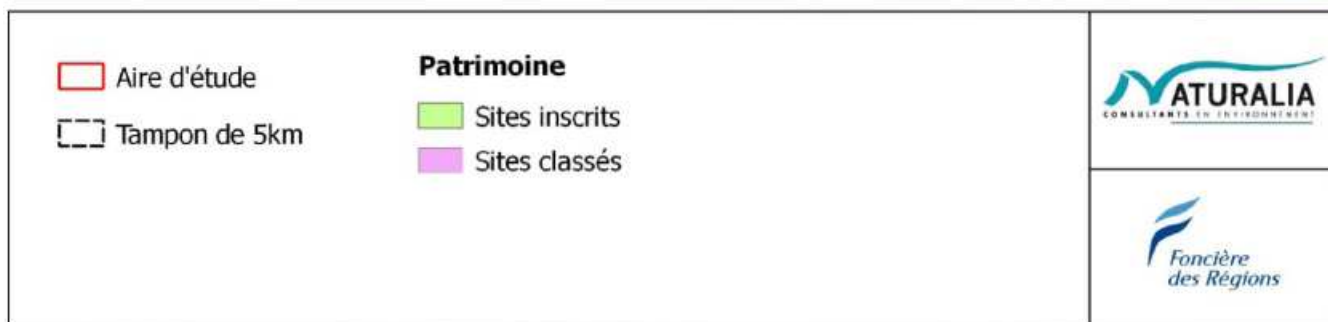 Aire d'étude
Tampon de 5km
Patrimoine
Sites inscrits
Sites classés
NATURALIA
CONSULTANTS EN ENVIRONNEMENT
Foncière
des Régions